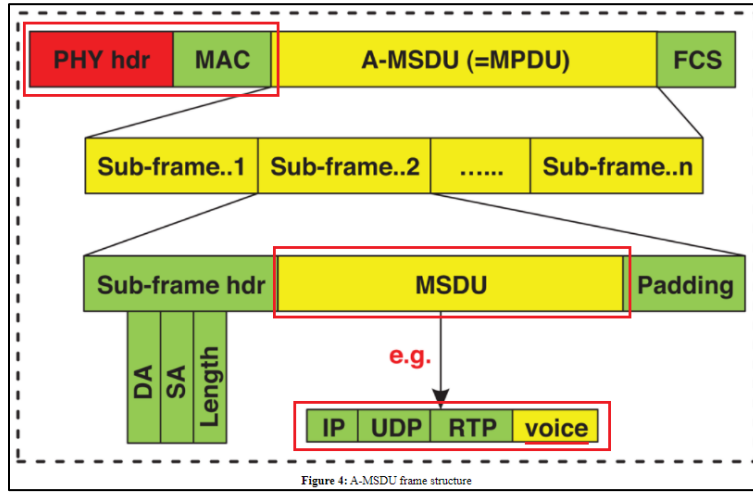 PHY hdr MAC A-MSDU (=MPDU) FCS
Sub-frame..1 Sub-frame..2 …... Sub-frame..n
Sub-frame hdr MSDU Padding
DA SA Length
e.g.
IP UDP RTP voice
Figure 4: A-MSDU frame structure